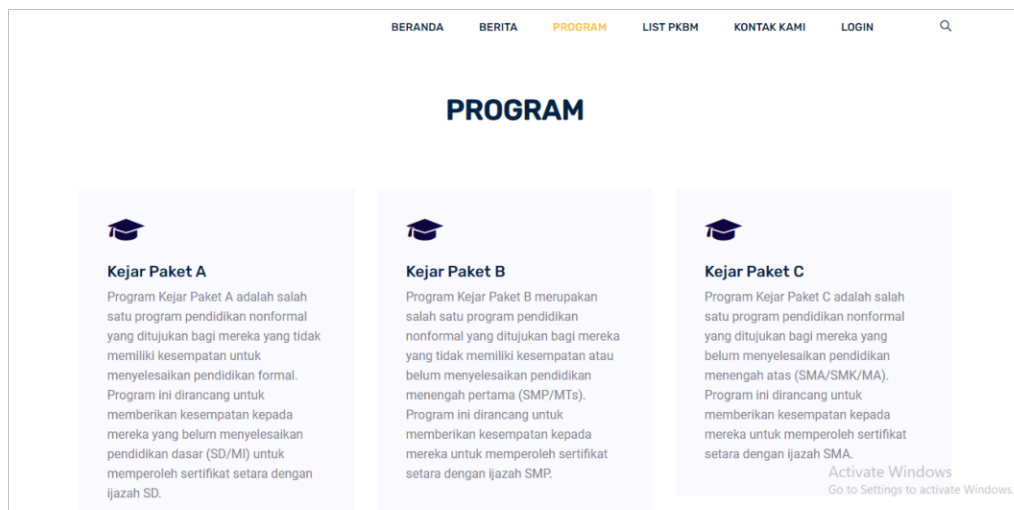 BERANDA BERITA PROGRAM LIST PKBM KONTAK KAMI LOGIN
PROGRAM
Kejar Paket A
Program Kejar Paket A adalah salah
satu program pendidikan nonformal
yang ditujukan bagi mereka yang tidak
memiliki kesempatan untuk
menyelesaikan pendidikan formal.
Program ini dirancang untuk
memberikan kesempatan kepada
mereka yang belum menyelesaikan
pendidikan dasar (SD/MI) untuk
memperoleh sertifikat setara dengan
ijazah SD.
Kejar Paket B
Program Kejar Paket B merupakan
salah satu program pendidikan
nonformal yang ditujukan bagi mereka
yang tidak memiliki kesempatan atau
belum menyelesaikan pendidikan
menengah pertama (SMP/MTs).
Program ini dirancang untuk
memberikan kesempatan kepada
mereka untuk memperoleh sertifikat
setara dengan ijazah SMP.
Kejar Paket C
Program Kejar Paket C adalah salah
satu program pendidikan nonformal
yang ditujukan bagi mereka yang
belum menyelesaikan pendidikan
menengah atas (SMA/SMK/MA).
Program ini dirancang untuk
memberikan kesempatan kepada
mereka untuk memperoleh sertifikat
setara dengan ijazah SMA.
Activate Windows
Go to Settings to activate Windows.